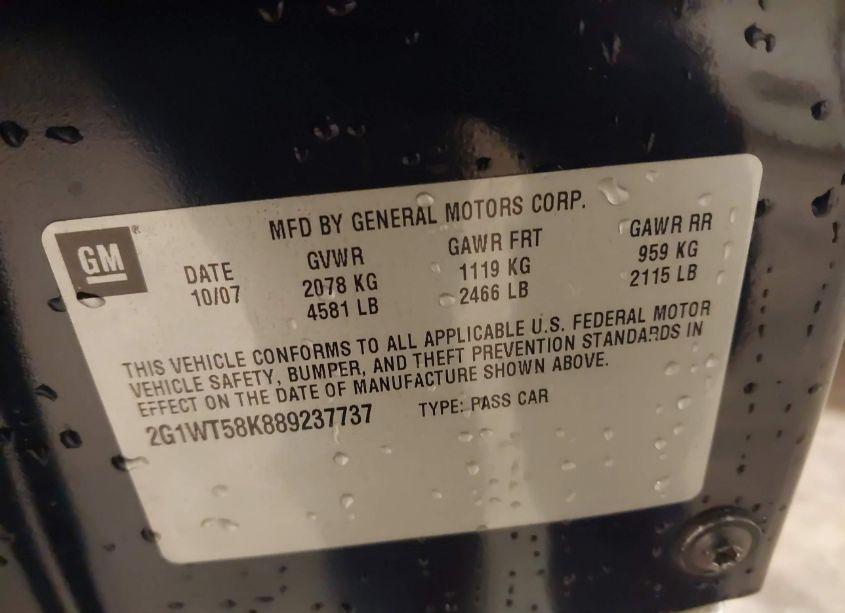 MFD BY GENERAL MOTORS CORP.
GM®
DATE GVWR GAWR FRT GAWR RR
10/07 2078 KG 1119 KG 959 KG
4581 LB 2466 LB 2115 LB
THIS VEHICLE CONFORMS TO ALL APPLICABLE U.S. FEDERAL MOTOR
VEHICLE SAFETY, BUMPER, AND THEFT PREVENTION STANDARDS IN
EFFECT ON THE DATE OF MANUFACTURE SHOWN ABOVE.
2G1WT58K889237737 TYPE: PASS CAR